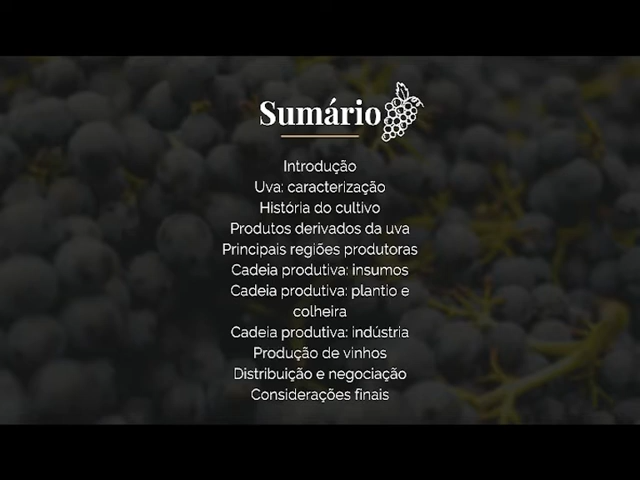 Sumário
Introdução
Uva: caracterização
História do cultivo
Produtos derivados da uva
Principais regiões produtoras
Cadeia produtiva: insumos
Cadeia produtiva: plantio e
colheira
Cadeia produtiva: indústria
Produção de vinhos
Distribuição e negociação
Considerações finais